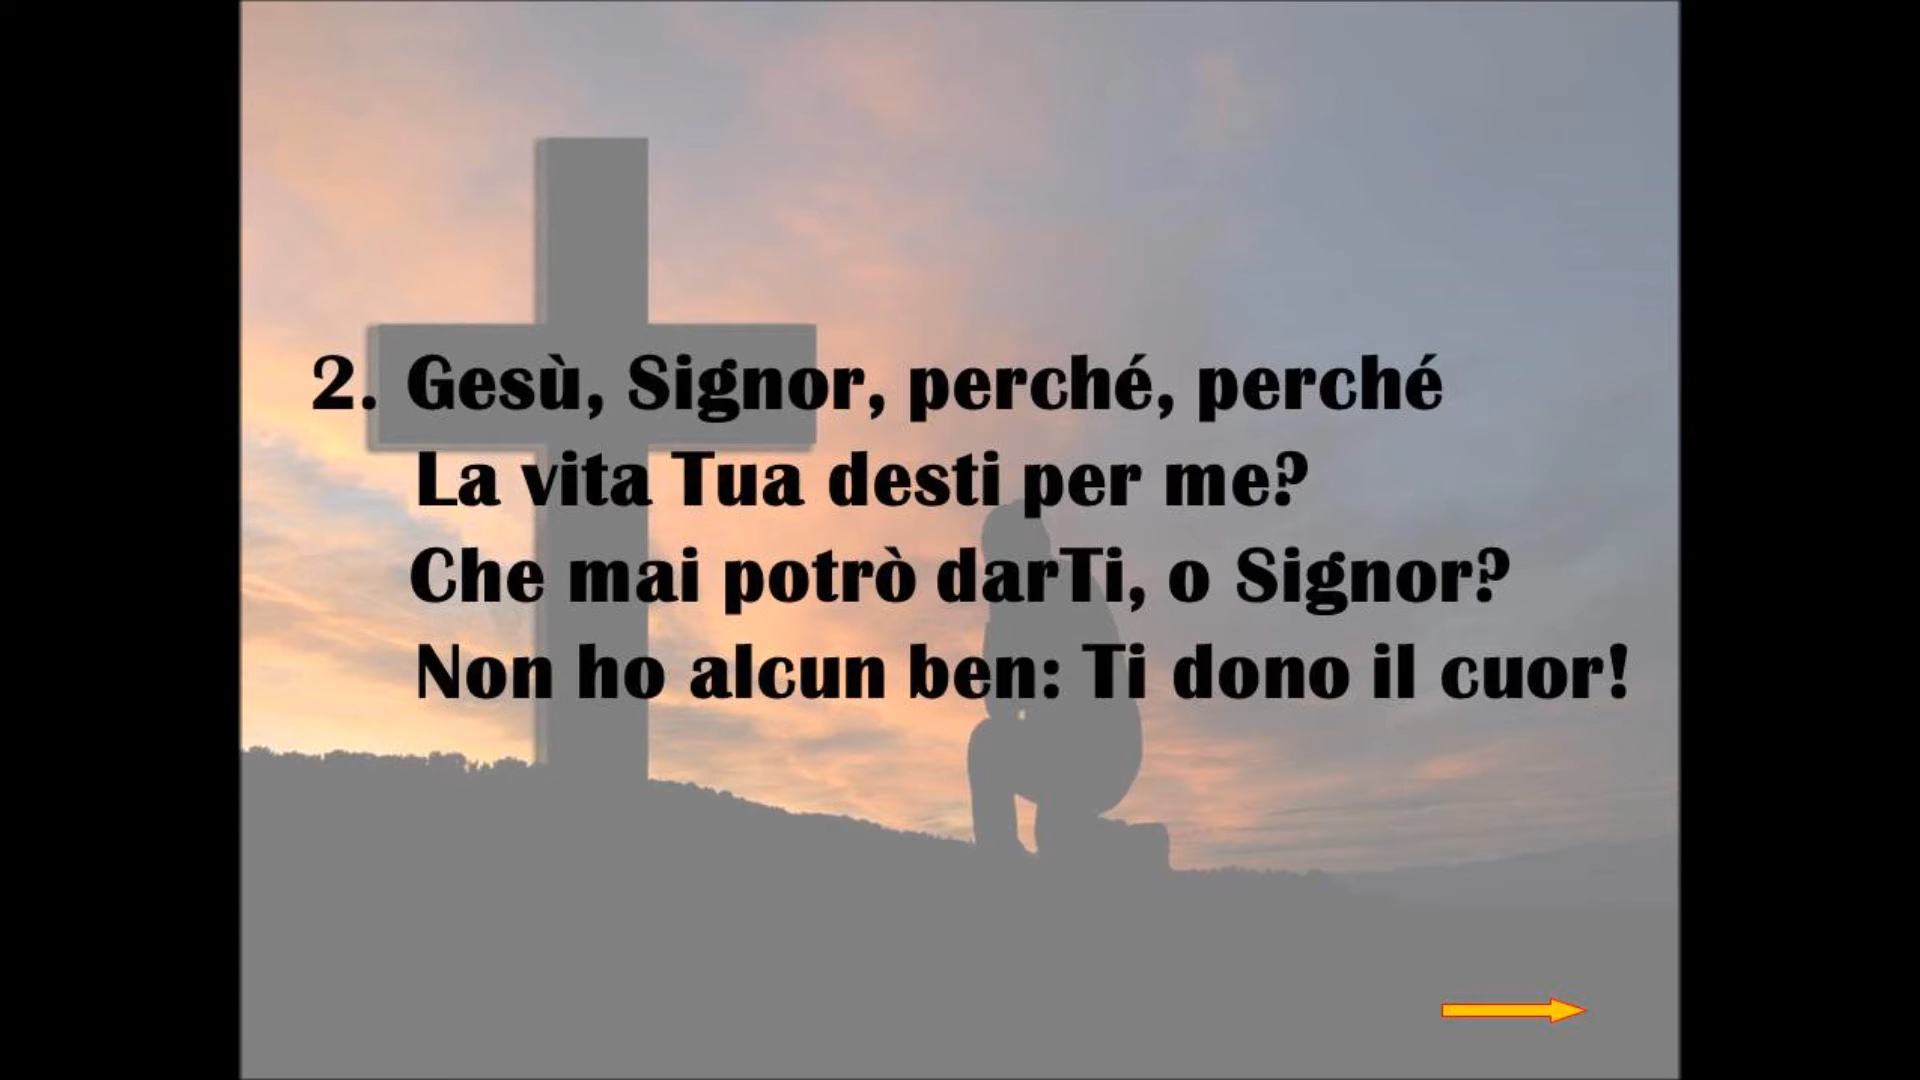 2. Gesù, Signor, perché, perché
La vita Tua desti per me?
Che mai potrò darTi, o Signor?
Non ho alcun ben: Ti dono il cuor!